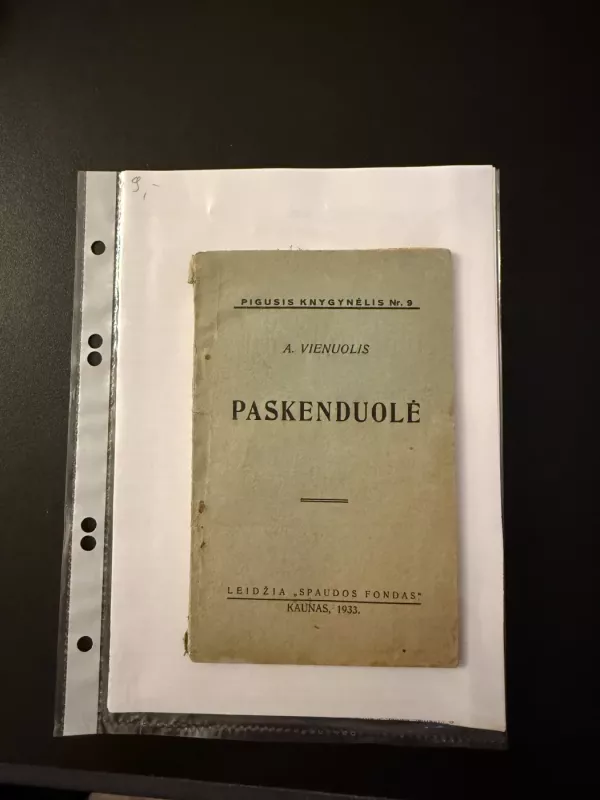 9,-
PIGUSIS KNYGYNĖLIS Nr. 9
A. VIENUOLIS
PASKENDUOLĖ
LEIDŽIA „SPAUDOS FONDAS"
KAUNAS, 1933.